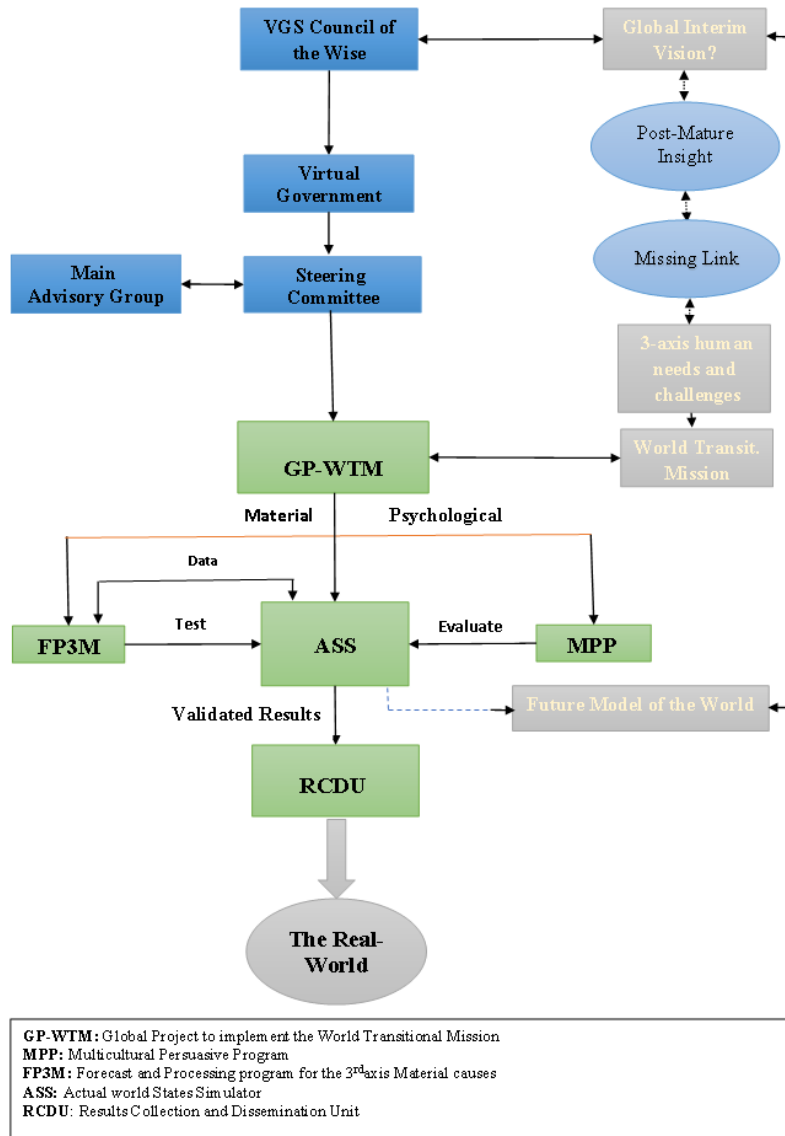 VGS Council of
the Wise
Global Interim
Vision?
Post-Mature
Insight
Virtual
Government
Missing Link
Main
Advisory Group
Steering
Committee
3-axis human
needs and
challenges
GP-WTM
World Transit.
Mission
Material
Psychological
Data
FP3M
Test
ASS
Evaluate
MPP
Validated Results
Future Model of the World
RCDU
The Real-
World
GP-WTM: Global Project to implement the World Transitional Mission
MPP: Multicultural Persuasive Program
FP3M: Forecast and Processing program for the 3rdaxis Material causes
ASS: Actual world States Simulator
RCDU: Results Collection and Dissemination Unit